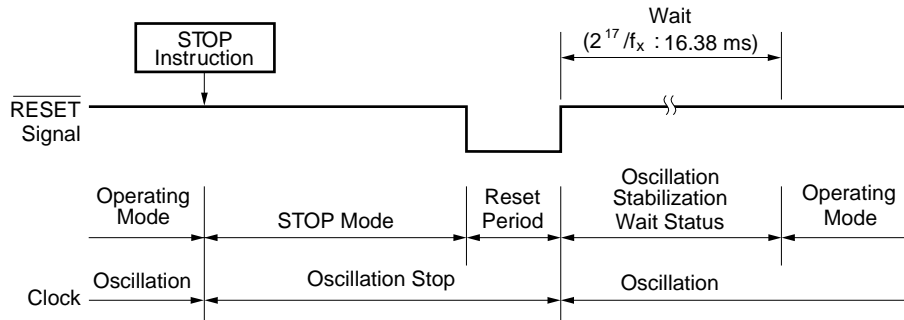 Wait
(2^17/fx : 16.38 ms)
STOP
Instruction
RESET
Signal
Operating
Mode
STOP Mode
Reset
Period
Oscillation
Stabilization
Wait Status
Operating
Mode
Clock
Oscillation
Oscillation Stop
Oscillation